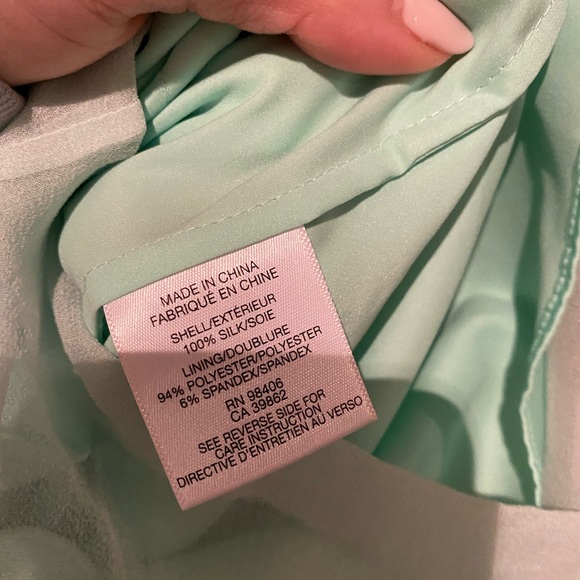 MADE IN CHINA
FABRIQUÉ EN CHINE
SHELL/EXTÉRIEUR
100% SILK/SOIE
LINING/DOUBLURE
94% POLYESTER/POLYESTER
6% SPANDEX/SPANDEX
RN 98406
CA 39862
SEE REVERSE SIDE FOR
CARE INSTRUCTION
DIRECTIVE D'ENTRETIEN AU VERSO